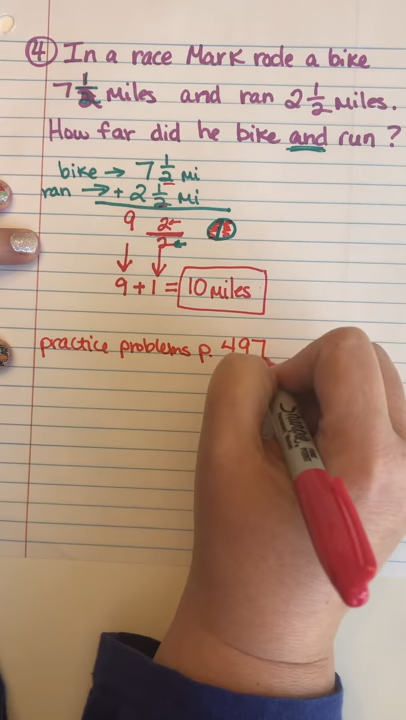 ④ In a race Mark rode a bike
7 1/2 miles and ran 2 1/2 miles.
How far did he bike and run ?
bike → 7 1/2 mi
ran → + 2 1/2 mi
9 2/2
9 + 1 = 10 miles
practice problems p. 497
Sharpie